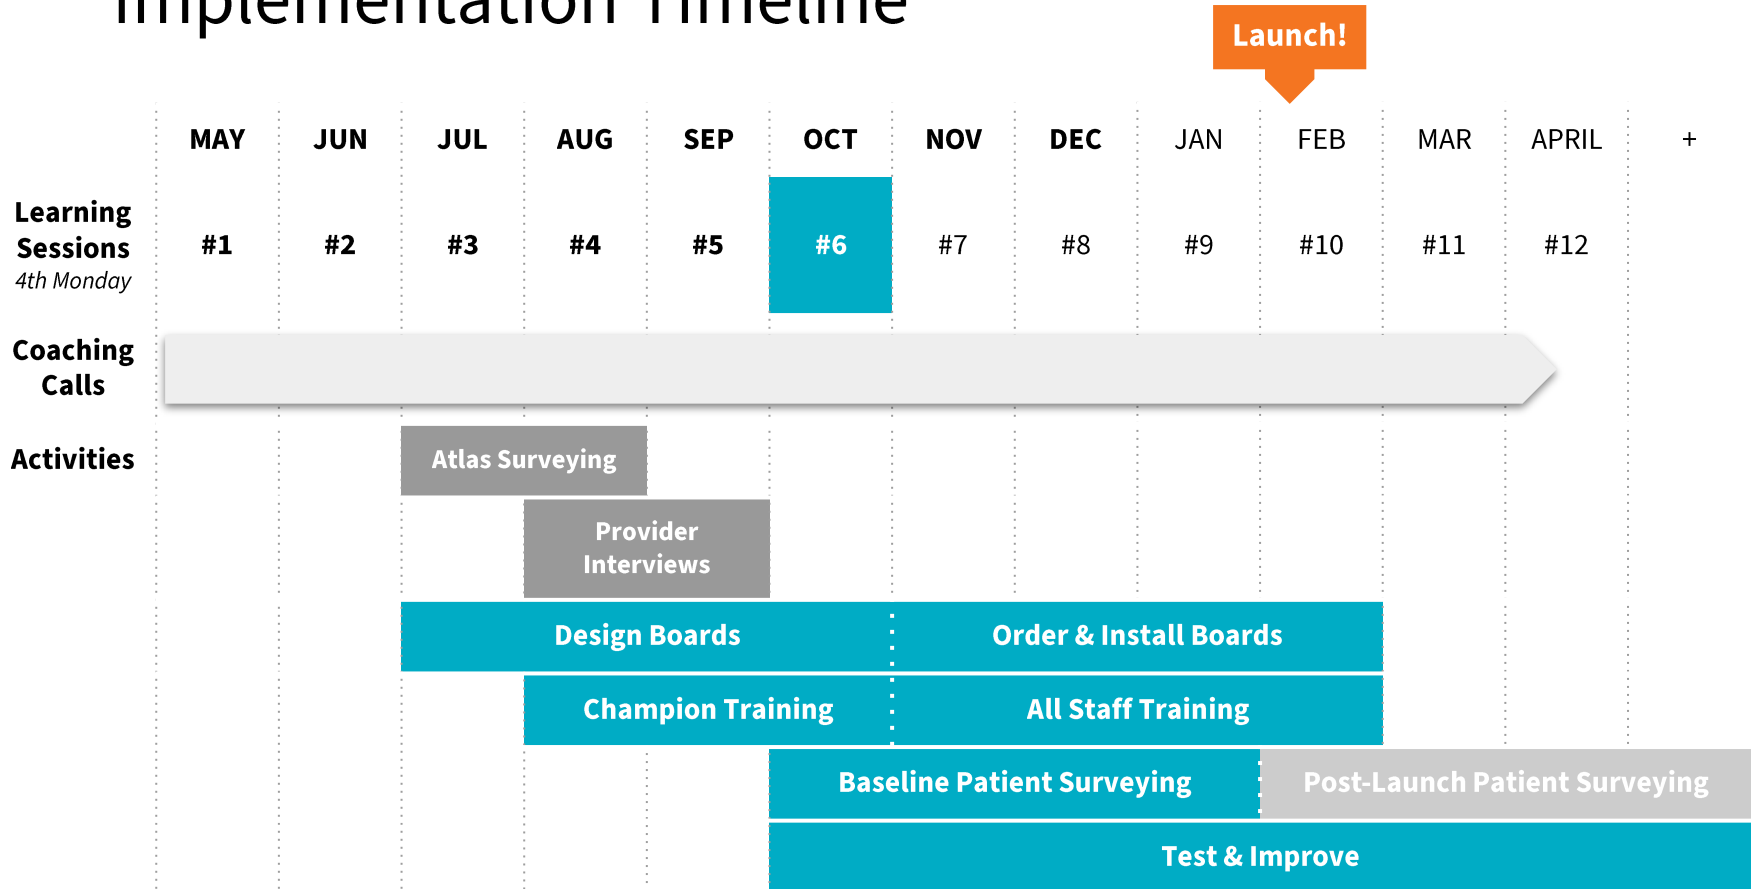 Implementation Timeline
Launch!
MAY JUN JUL AUG SEP OCT NOV DEC JAN FEB MAR APRIL +
Learning
Sessions
4th Monday
#1 #2 #3 #4 #5 #6 #7 #8 #9 #10 #11 #12
Coaching
Calls
Activities
Atlas Surveying
Provider
Interviews
Design Boards Order & Install Boards
Champion Training All Staff Training
Baseline Patient Surveying Post-Launch Patient Surveying
Test & Improve